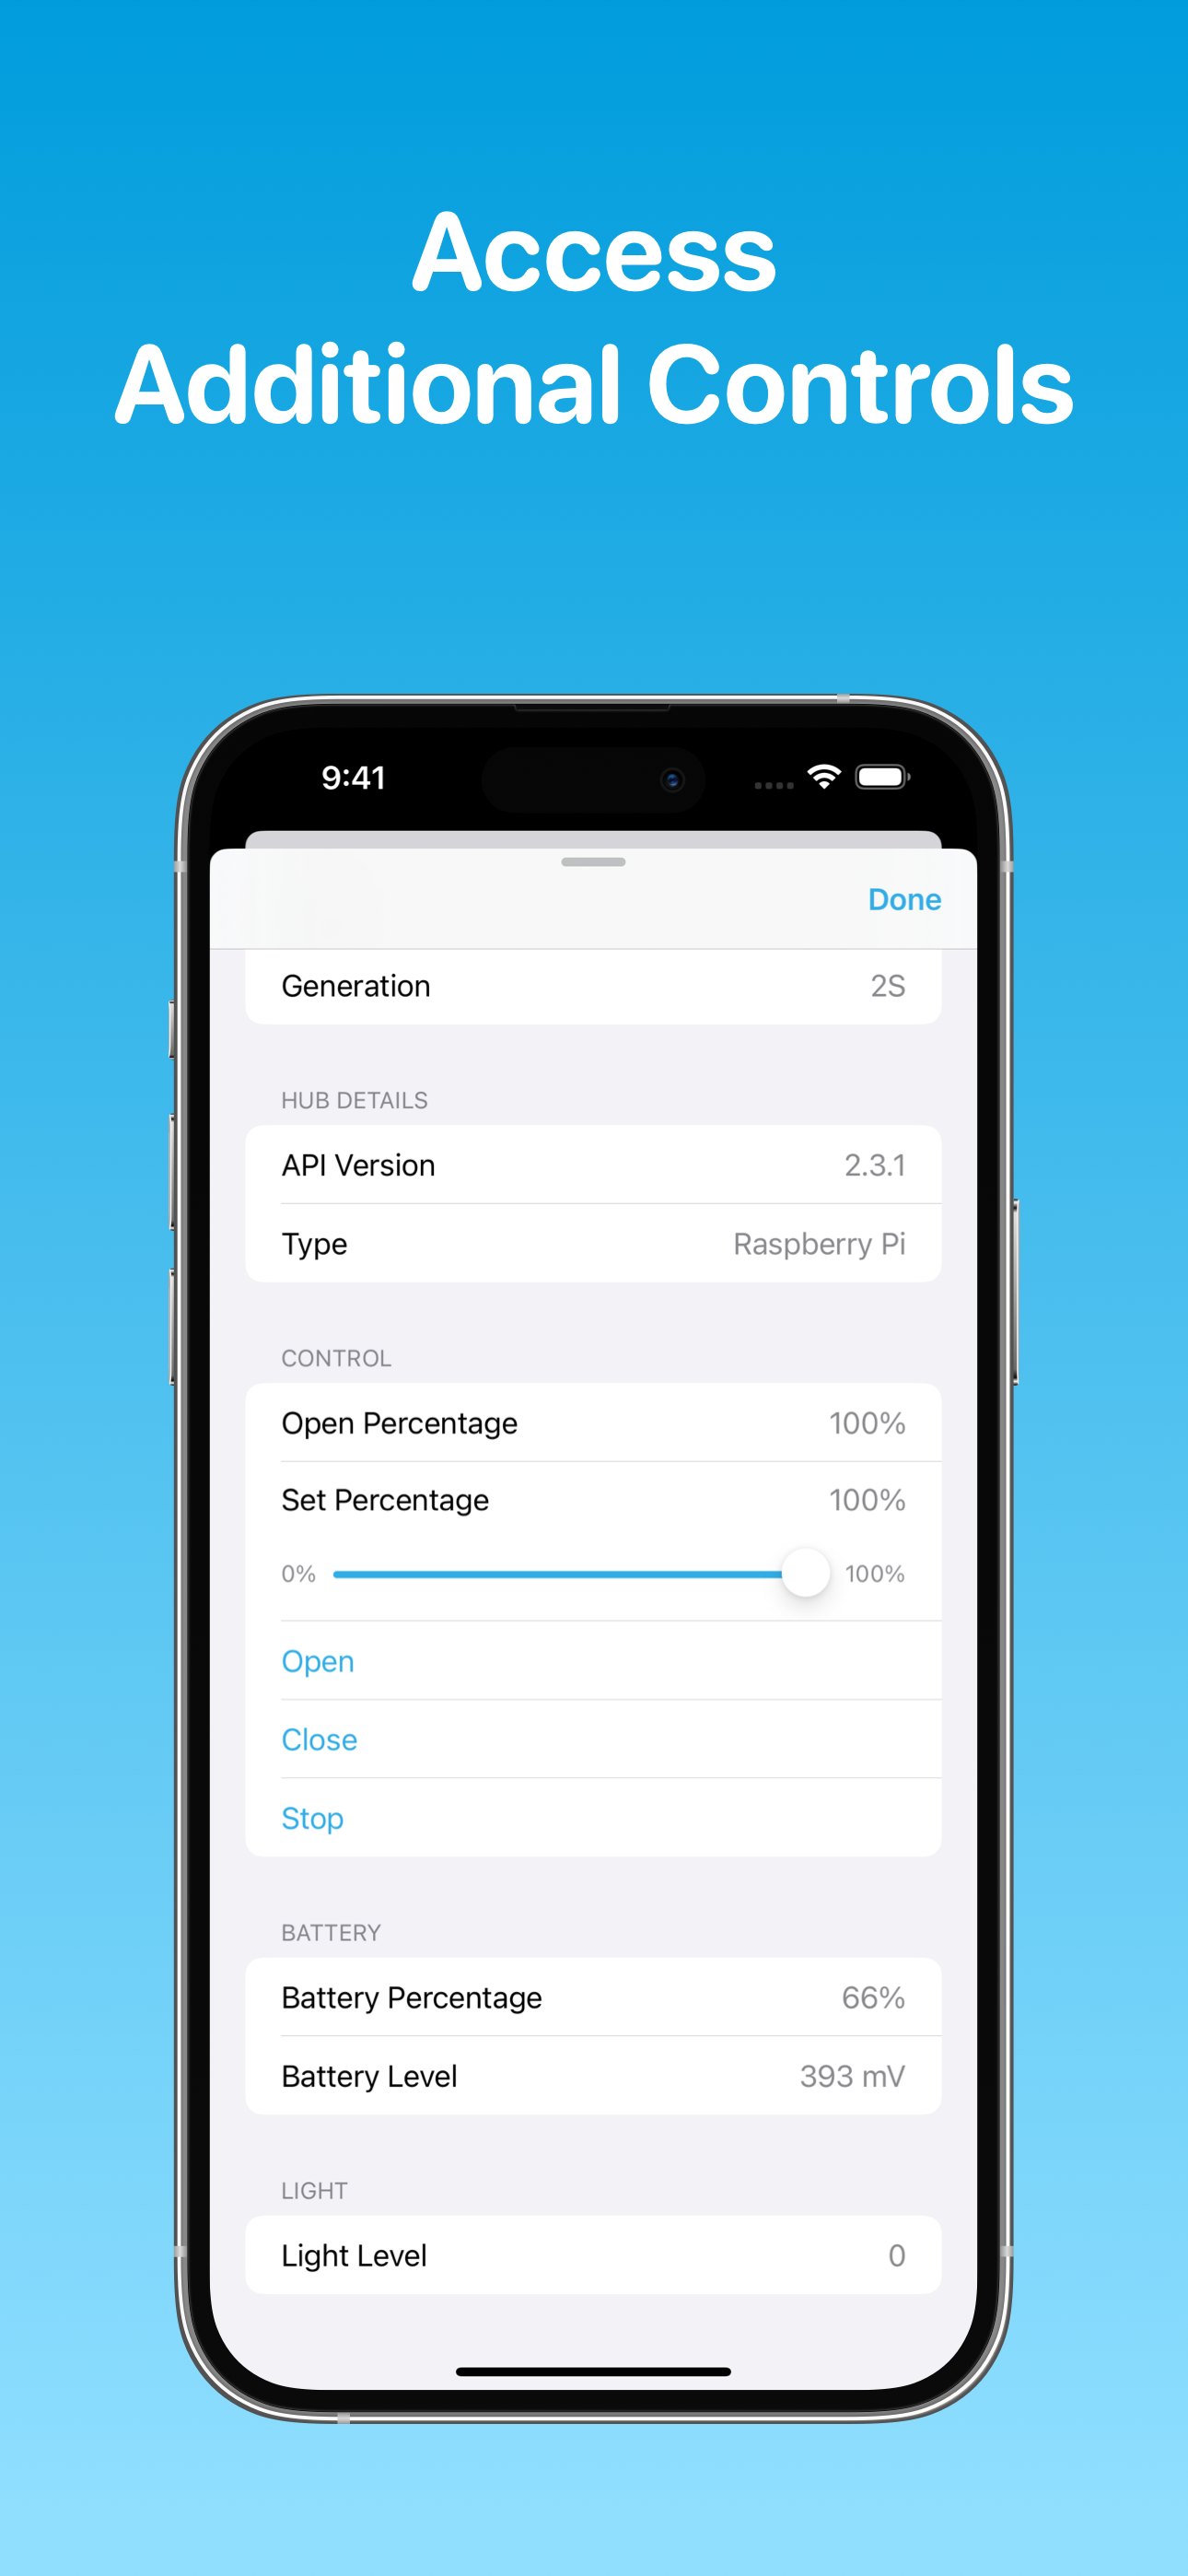 Access
Additional Controls
9:41
Done
Generation 2S
HUB DETAILS
API Version 2.3.1
Type Raspberry Pi
CONTROL
Open Percentage 100%
Set Percentage 100%
0% 100%
Open
Close
Stop
BATTERY
Battery Percentage 66%
Battery Level 393 mV
LIGHT
Light Level 0